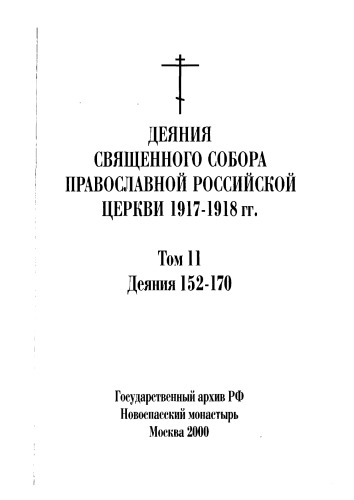 ДЕЯНИЯ
СВЯЩЕННОГО СОБОРА
ПРАВОСЛАВНОЙ РОССИЙСКОЙ
ЦЕРКВИ 1917-1918 гг.
Том 11
Деяния 152-170
Государственный архив РФ
Новоспасский монастырь
Москва 2000